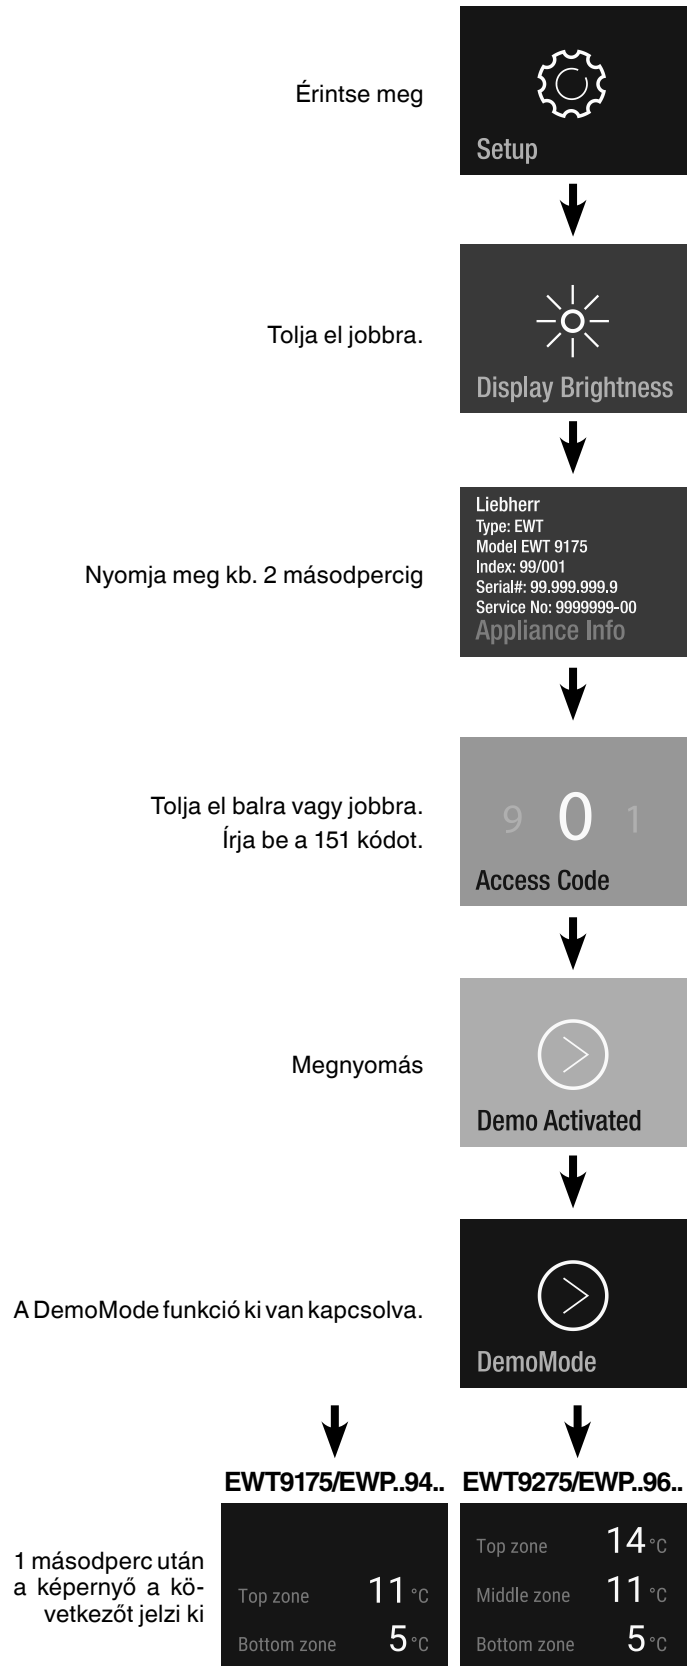 Érintse meg
Setup
Tolja el jobbra.
Display Brightness
Nyomja meg kb. 2 másodpercig
Liebherr
Type: EWT
Model EWT 9175
Index: 99/001
Serial#: 99.999.999.9
Service No: 9999999-00
Appliance Info
Tolja el balra vagy jobbra.
Írja be a 151 kódot.
9 0 1
Access Code
Megnyomás
Demo Activated
A DemoMode funkció ki van kapcsolva.
DemoMode
EWT9175/EWP..94..
EWT9275/EWP..96..
1 másodperc után
a képernyő a kö-
vetkezőt jelzi ki
Top zone 11 °C
Bottom zone 5 °C
Top zone 14 °C
Middle zone 11 °C
Bottom zone 5 °C